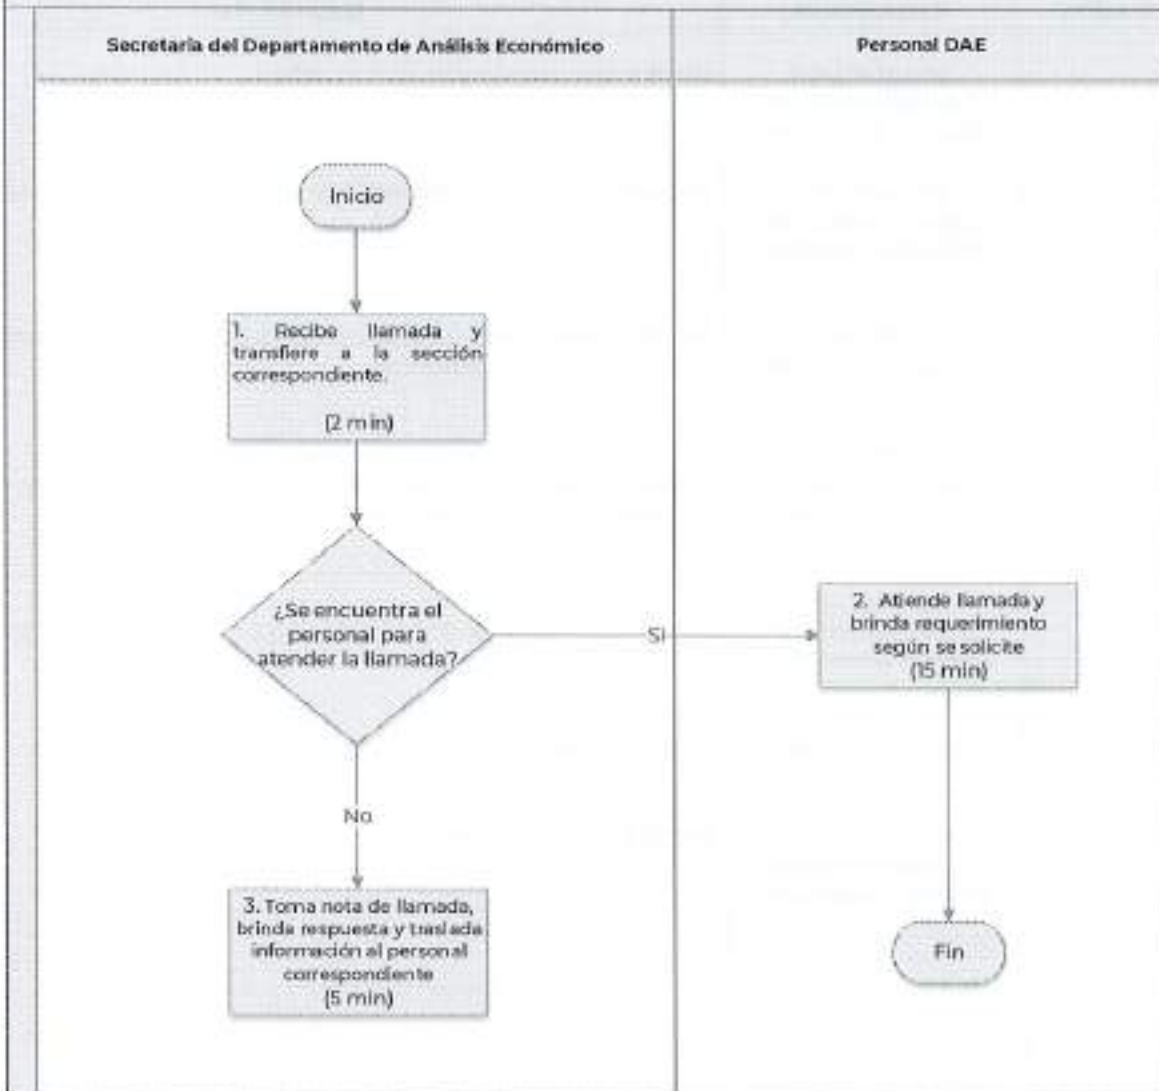 Secretaria del Departamento de Análisis Económico
Personal DAE
Inicio
1. Recibe llamada y
transfiere a la sección
correspondiente.
(2 min)
¿Se encuentra el
personal para
atender la llamada?
Si
2. Atiende llamada y
brinda requerimiento
según se solicite
(15 min)
No
3. Toma nota de llamada,
brinda respuesta y traslada
información al personal
correspondiente
(5 min)
Fin